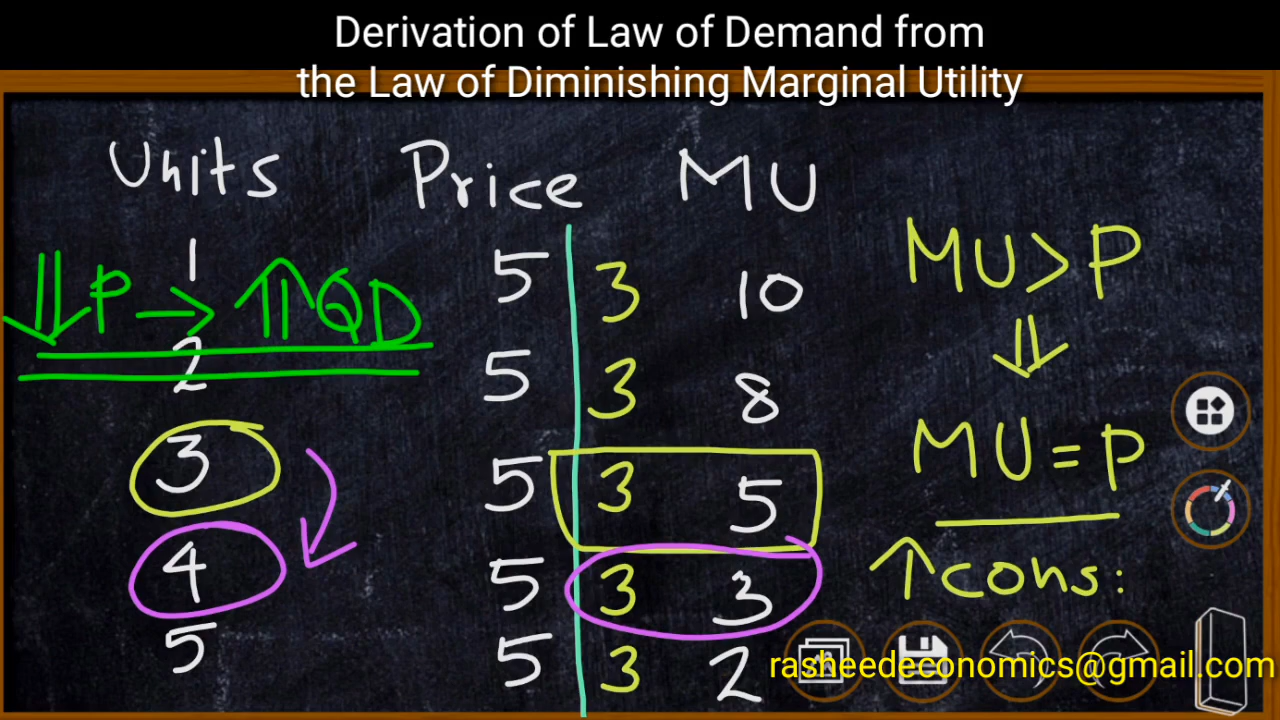 Derivation of Law of Demand from
the Law of Diminishing Marginal Utility
Units Price MU
1 5 3 10
↓↓P → ↑↑QD
2 5 3 8
3 5 3 5
4 5 3 3
5 5 3 2
MU>P
⇓
MU=P
↑cons:
rasheedeconomics@gmail.com